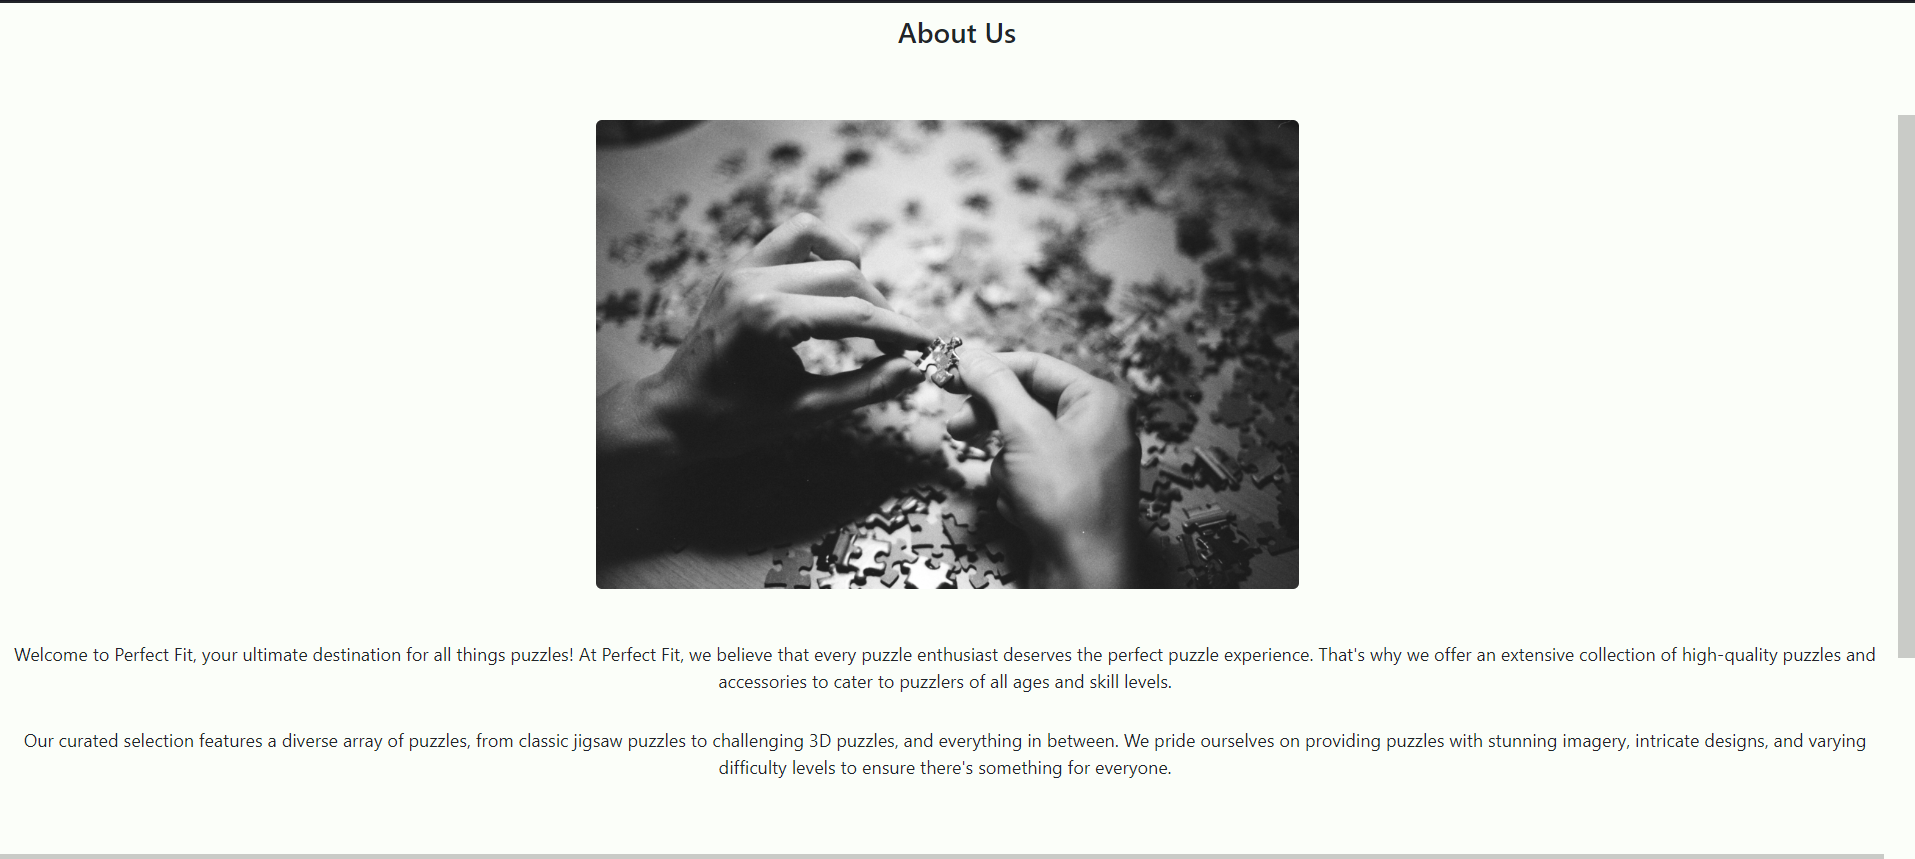 About Us
Welcome to Perfect Fit, your ultimate destination for all things puzzles! At Perfect Fit, we believe that every puzzle enthusiast deserves the perfect puzzle experience. That's why we offer an extensive collection of high-quality puzzles and
accessories to cater to puzzlers of all ages and skill levels.
Our curated selection features a diverse array of puzzles, from classic jigsaw puzzles to challenging 3D puzzles, and everything in between. We pride ourselves on providing puzzles with stunning imagery, intricate designs, and varying
difficulty levels to ensure there's something for everyone.